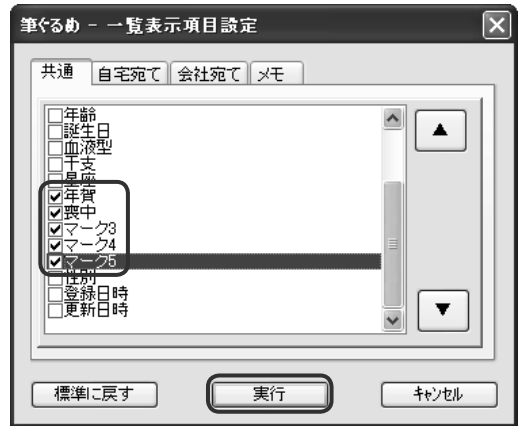 筆ぐるめ - 一覧表示項目設定
共通 自宅宛て 会社宛て メモ
年齢
誕生日
血液型
干支
星座
年賀
喪中
マーク3
マーク4
マーク5
性別
登録日時
更新日時
標準に戻す 実行 キャンセル